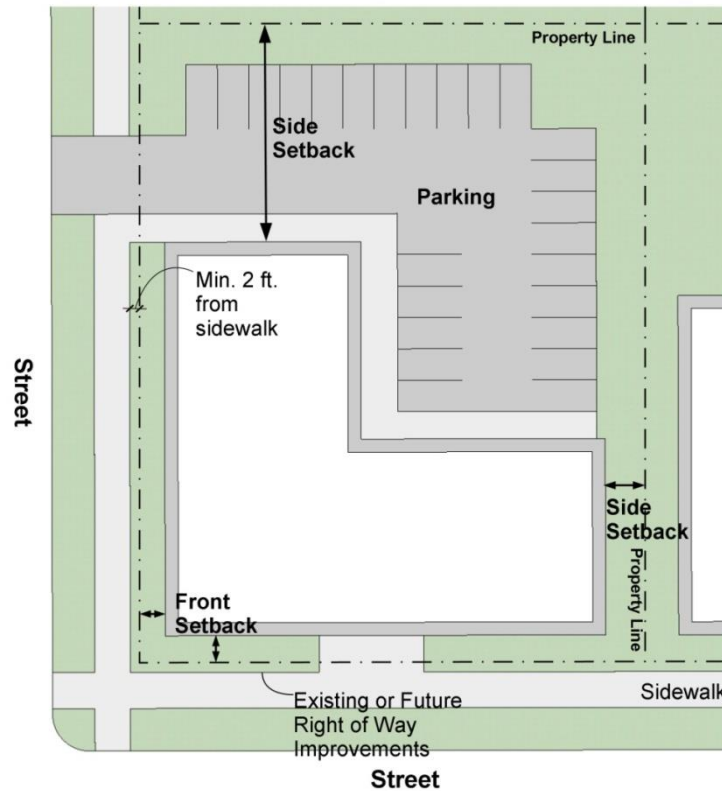 Property Line
Side
Setback
Parking
Min. 2 ft.
from
sidewalk
Street
Side
Setback
Property Line
Front
Setback
Sidewalk
Existing or Future
Right of Way
Improvements
Street